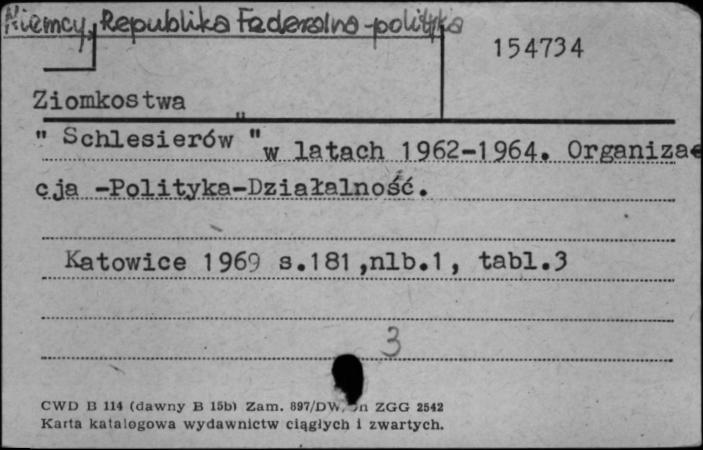 Niemcy, Republika Federalna-polityka
154734
Ziomkostwa
" Schlesierów " w latach 1962-1964. Organiza-
cja -Polityka-Działalność.
Katowice 1969 s.181,nlb.1, tabl.3
3
CWD B 114 (dawny B 15b) Zam. 897/DW, ZGG 2542
Karta katalogowa wydawnictw ciągłych i zwartych.